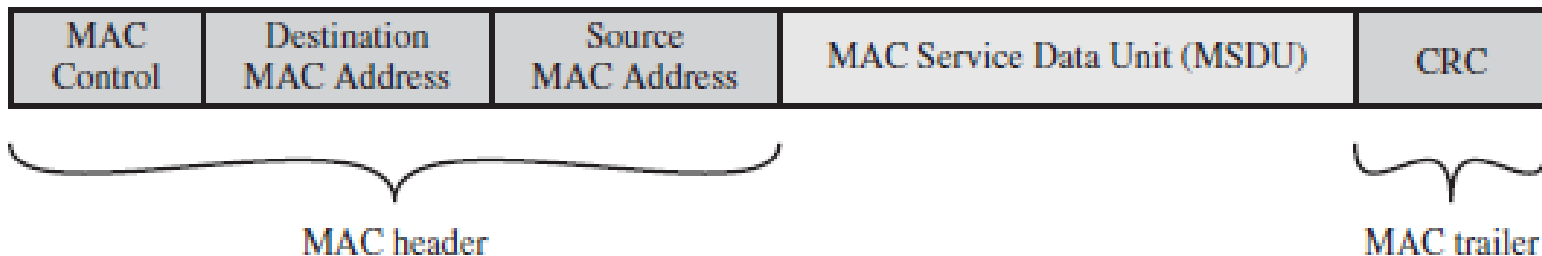 MAC
Control
Destination
MAC Address
Source
MAC Address
MAC Service Data Unit (MSDU)
CRC
MAC header
MAC trailer